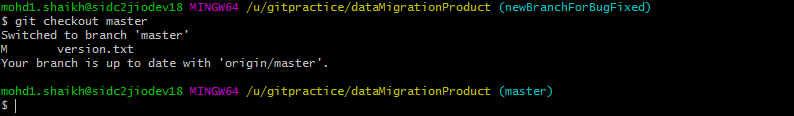 mohd1.shaikh@sidc2jiodev18 MINGW64 /u/gitpractice/dataMigrationProduct (newBranchForBugFixed)
$ git checkout master
Switched to branch 'master'
M       version.txt
Your branch is up to date with 'origin/master'.
mohd1.shaikh@sidc2jiodev18 MINGW64 /u/gitpractice/dataMigrationProduct (master)
$